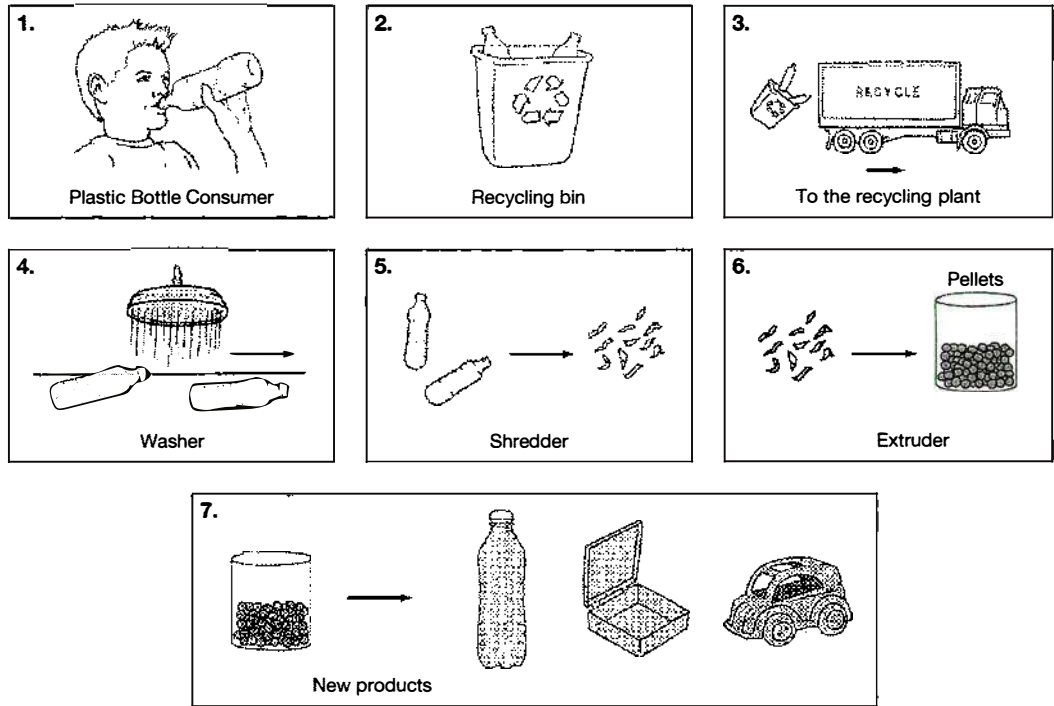 1.
Plastic Bottle Consumer
2.
Recycling bin
3.
RECYCLE
To the recycling plant
4.
Washer
5.
Shredder
6.
Pellets
Extruder
7.
New products